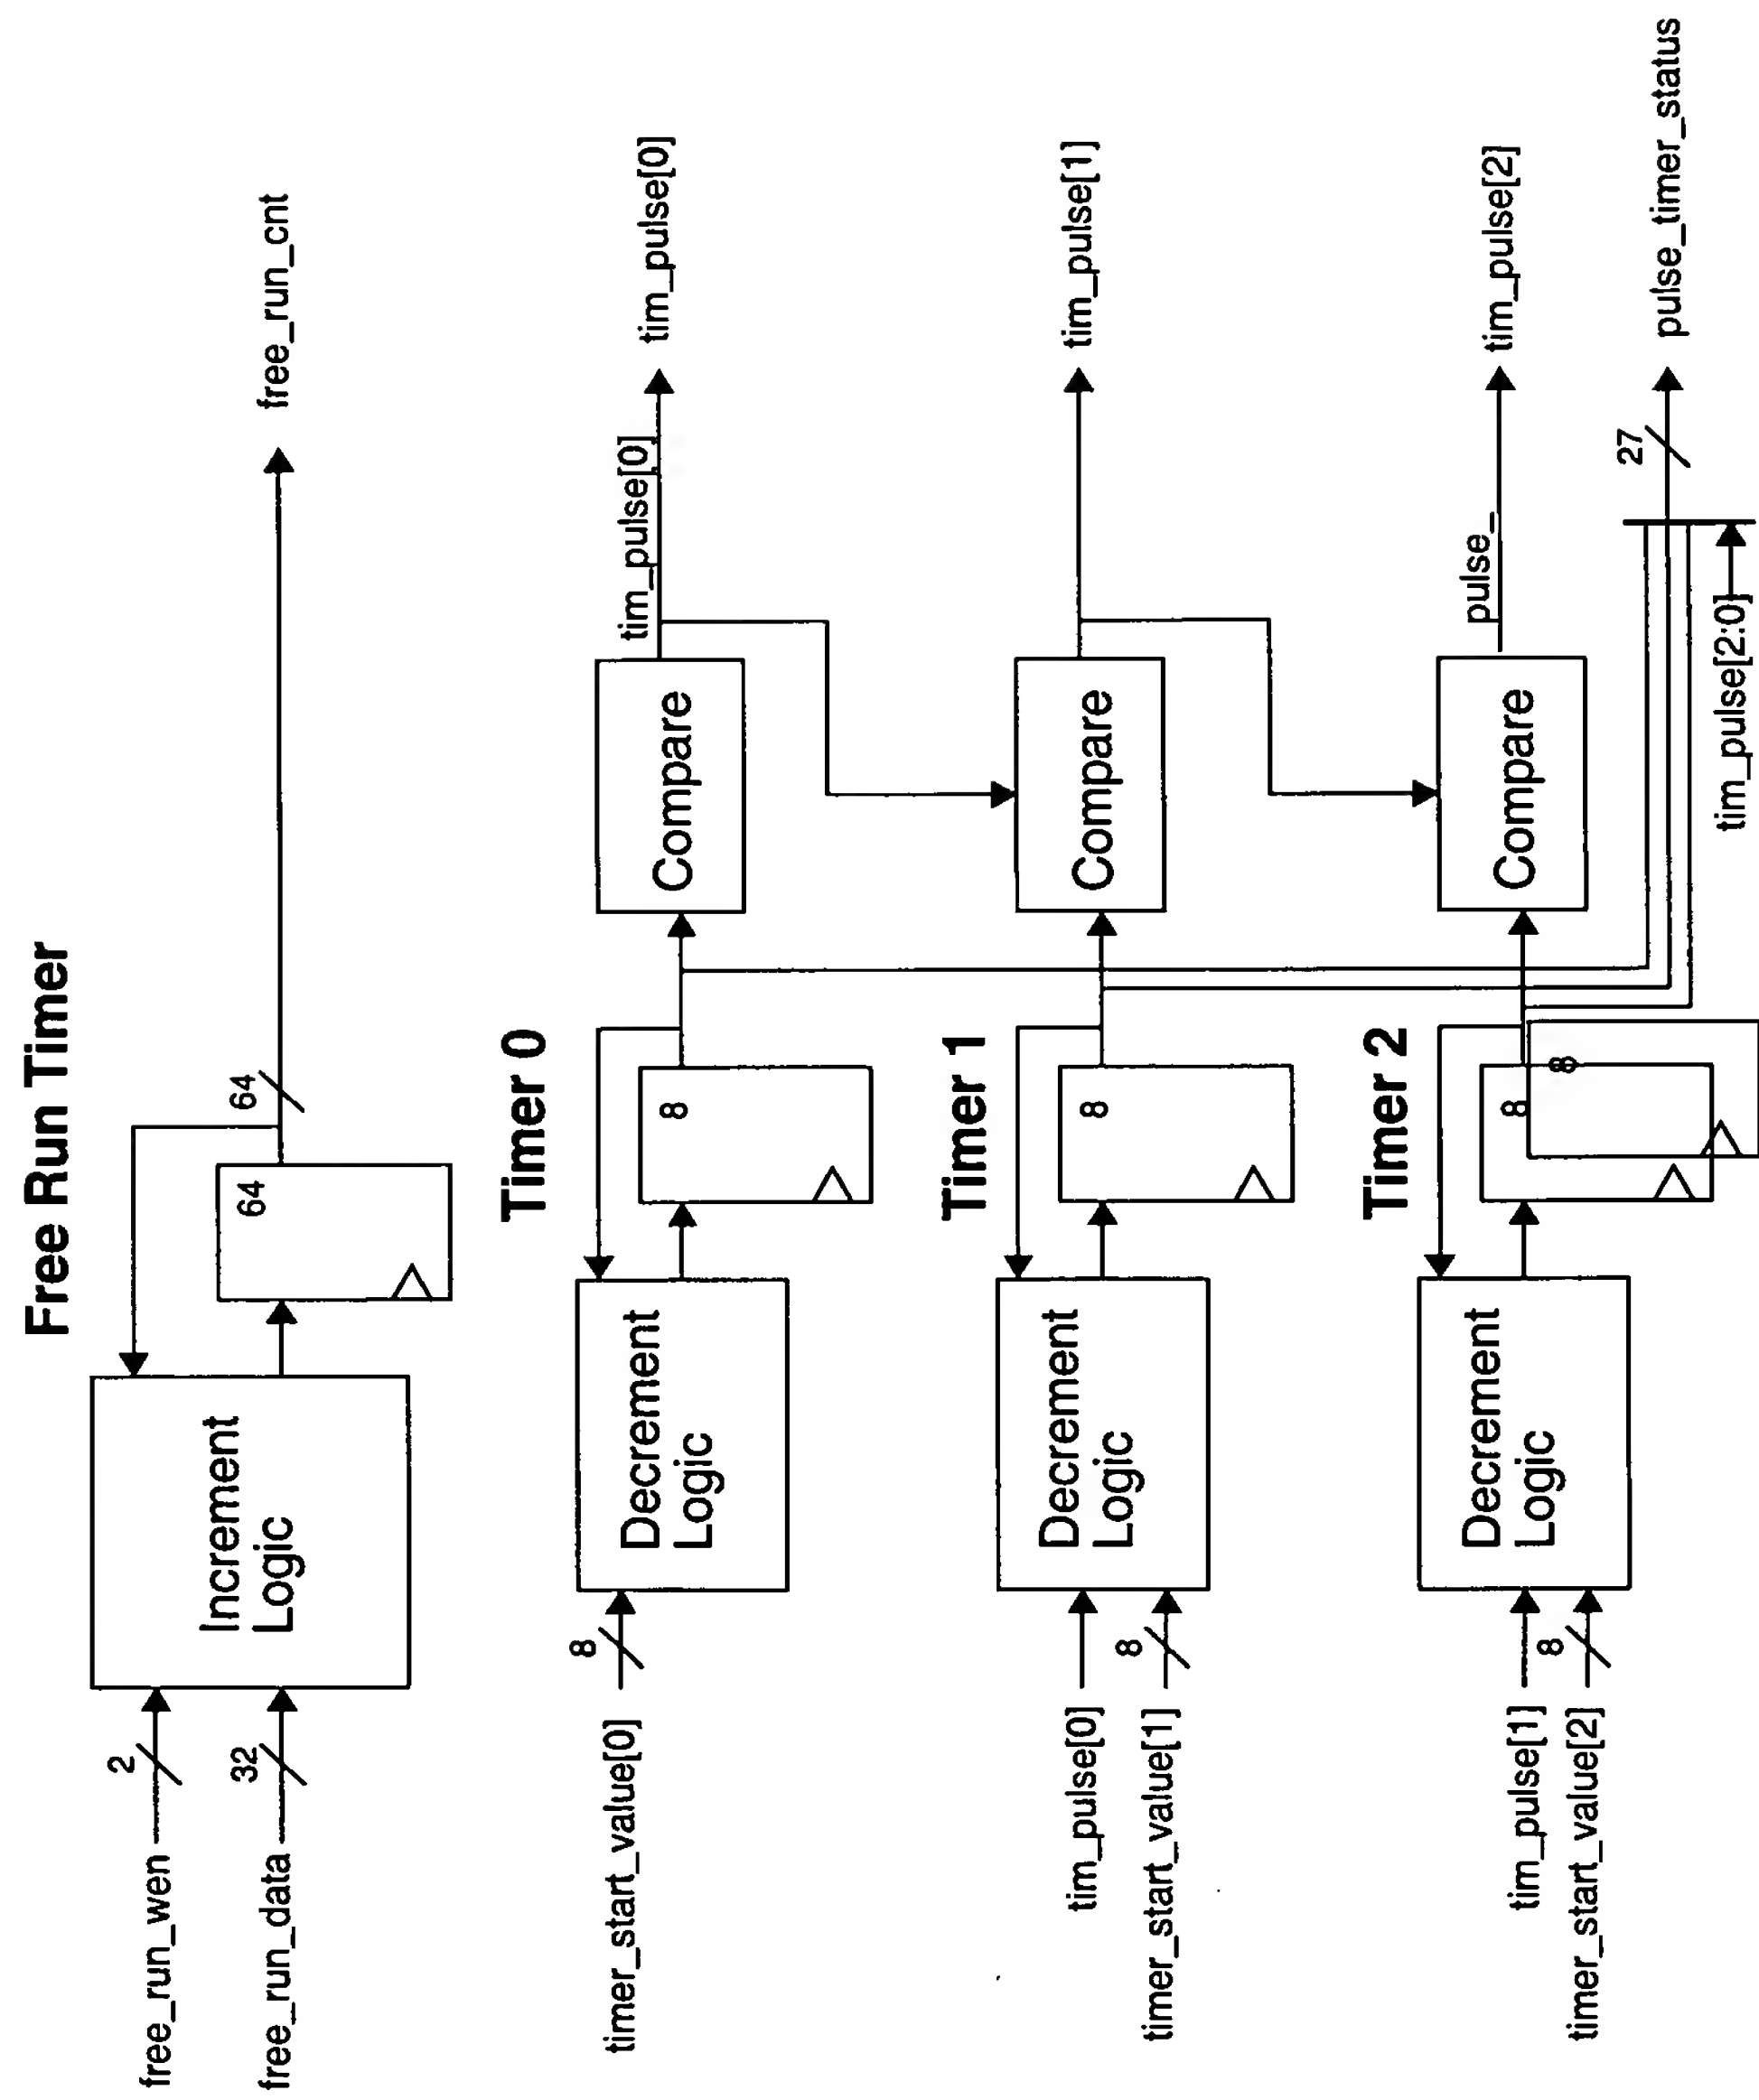 Free Run Timer
free_run_wen
2
free_run_data
32
Increment
Logic
64
64
free_run_cnt
Timer 0
timer_start_value[0]
8
Decrement
Logic
8
Compare
tim_pulse[0]
tim_pulse[0]
Timer 1
tim_pulse[0]
timer_start_value[1]
8
Decrement
Logic
8
Compare
tim_pulse[1]
Timer 2
tim_pulse[1]
timer_start_value[2]
8
Decrement
Logic
8
8
Compare
pulse_
tim_pulse[2]
tim_pulse[2:0]
27
pulse_timer_status